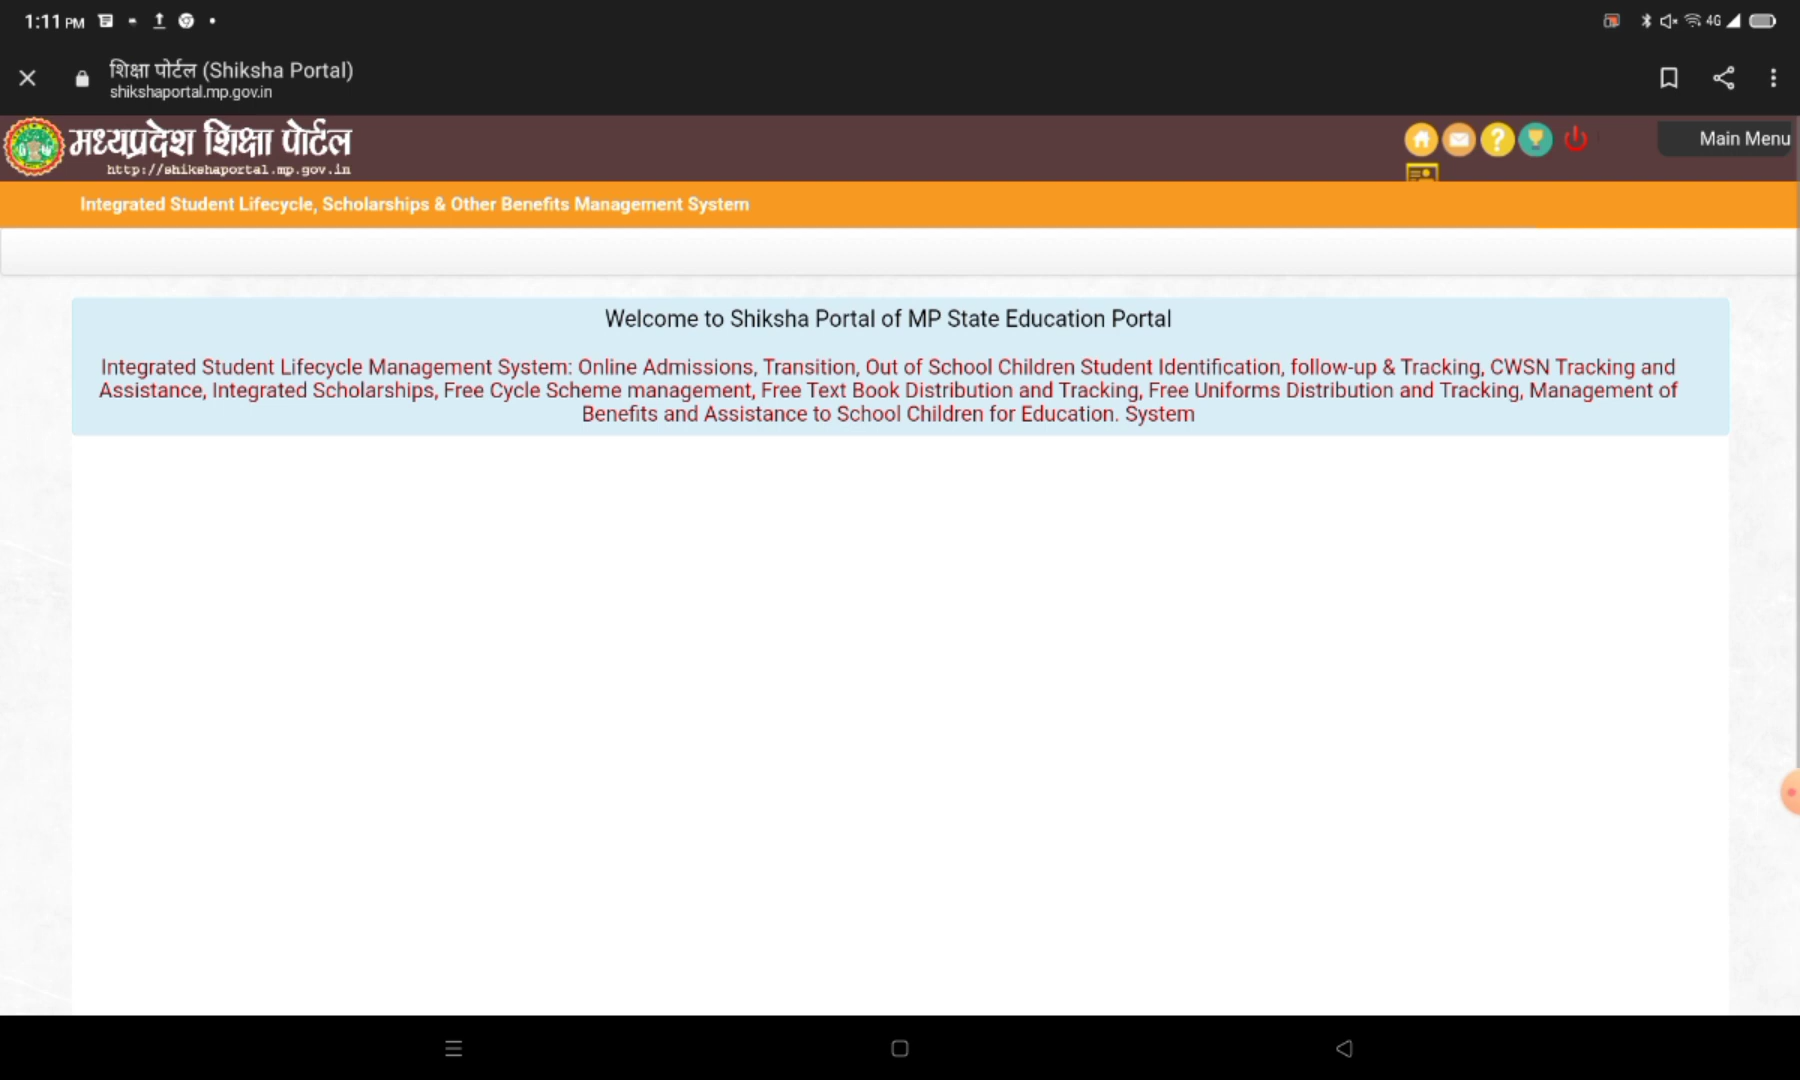 1:11 PM
4G
शिक्षा पोर्टल (Shiksha Portal)
shikshaportal.mp.gov.in
मध्यप्रदेश शिक्षा पोर्टल
http://shikshaportal.mp.gov.in
Main Menu
Integrated Student Lifecycle, Scholarships & Other Benefits Management System
Welcome to Shiksha Portal of MP State Education Portal
Integrated Student Lifecycle Management System: Online Admissions, Transition, Out of School Children Student Identification, follow-up & Tracking, CWSN Tracking and
Assistance, Integrated Scholarships, Free Cycle Scheme management, Free Text Book Distribution and Tracking, Free Uniforms Distribution and Tracking, Management of
Benefits and Assistance to School Children for Education. System